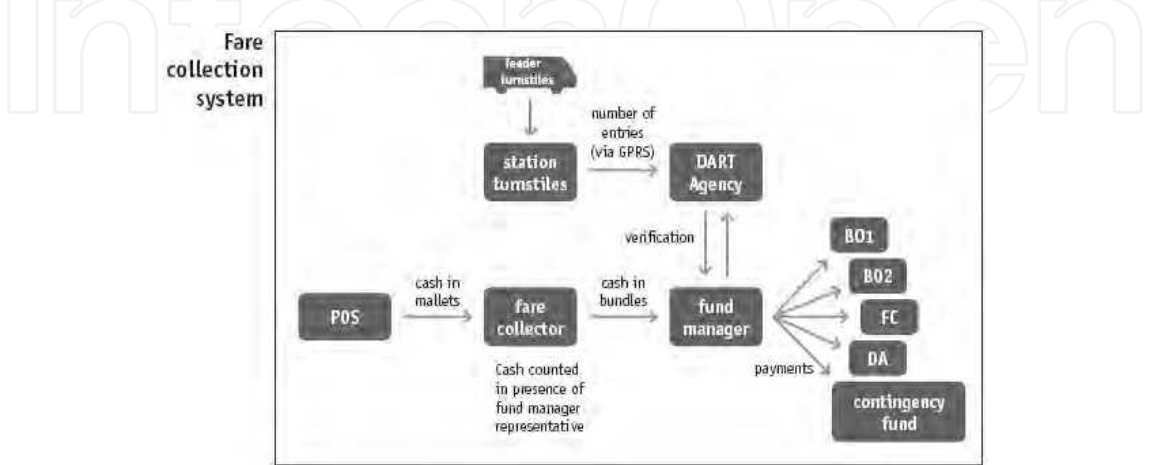 IntechOpen
Fare
collection
system
feeder
turnstiles
number of
entries
(via GPRS)
station
turnstiles
DART
Agency
verification
BO1
BO2
FC
DA
cash in
mallets
cash in
bundles
POS
fare
collector
fund
manager
payments
Cash counted
in presence of
fund manager
representative
contingency
fund